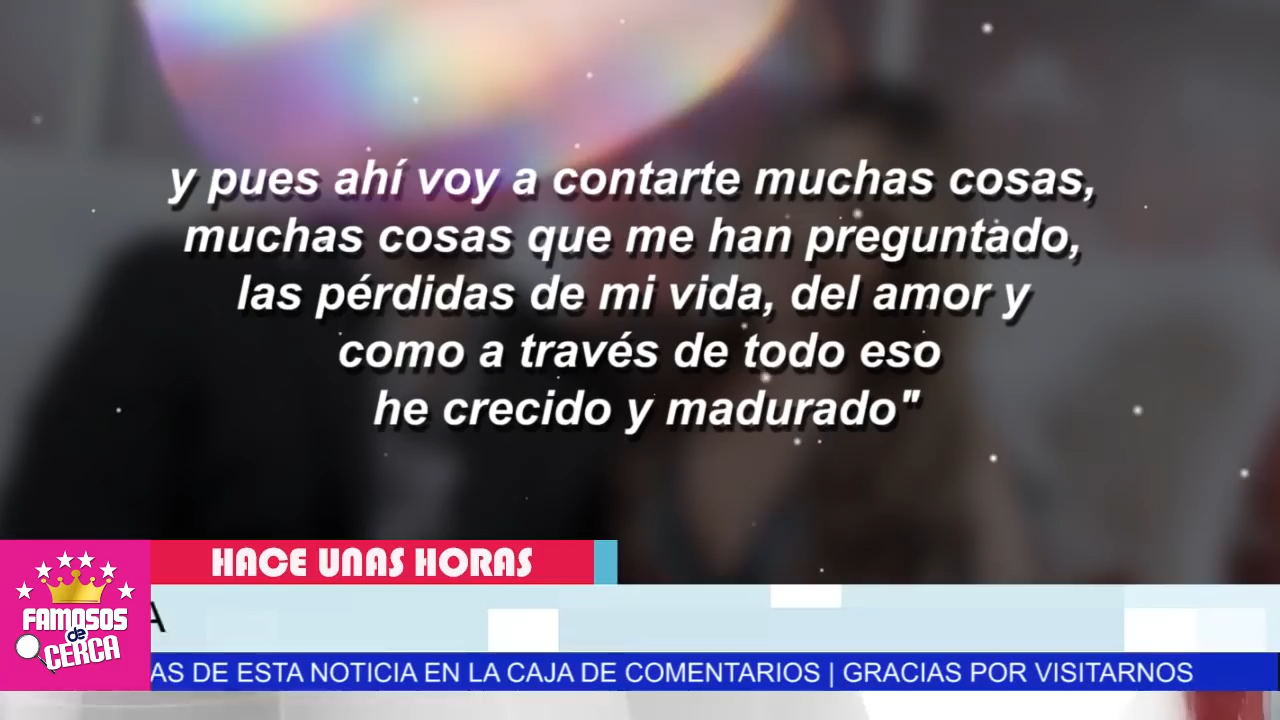 y pues ahí voy a contarte muchas cosas,
muchas cosas que me han preguntado,
las pérdidas de mi vida, del amor y
como a través de todo eso
he crecido y madurado"
HACE UNAS HORAS
FAMOSOS
de
CERCA
A
AS DE ESTA NOTICIA EN LA CAJA DE COMENTARIOS | GRACIAS POR VISITARNOS